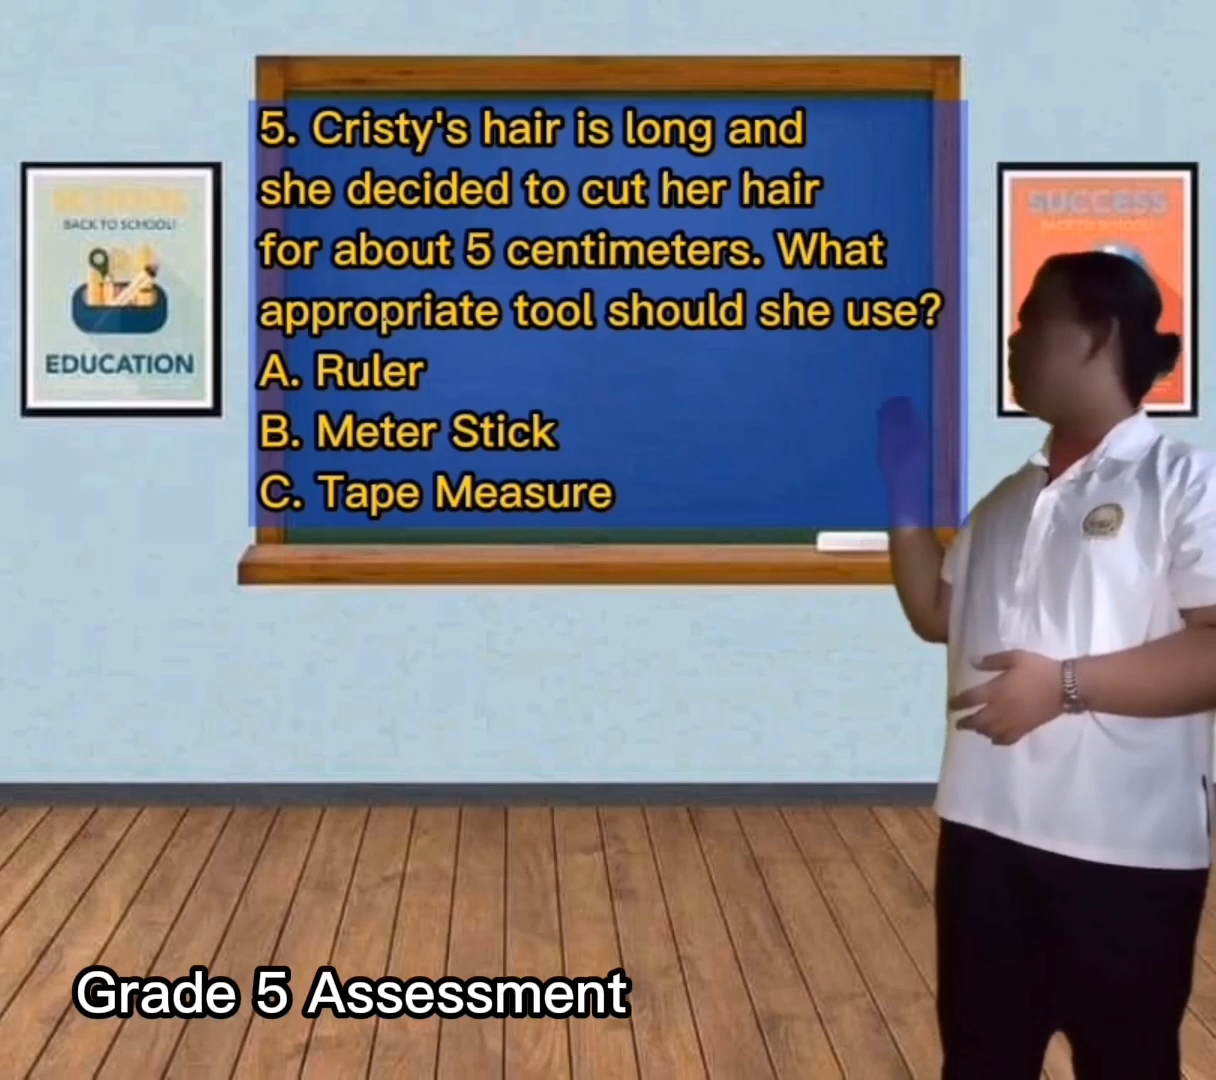 5. Cristy's hair is long and
she decided to cut her hair
for about 5 centimeters. What
appropriate tool should she use?
A. Ruler
B. Meter Stick
C. Tape Measure
BACK TO SCHOOL!
EDUCATION
SUCCESS
Grade 5 Assessment